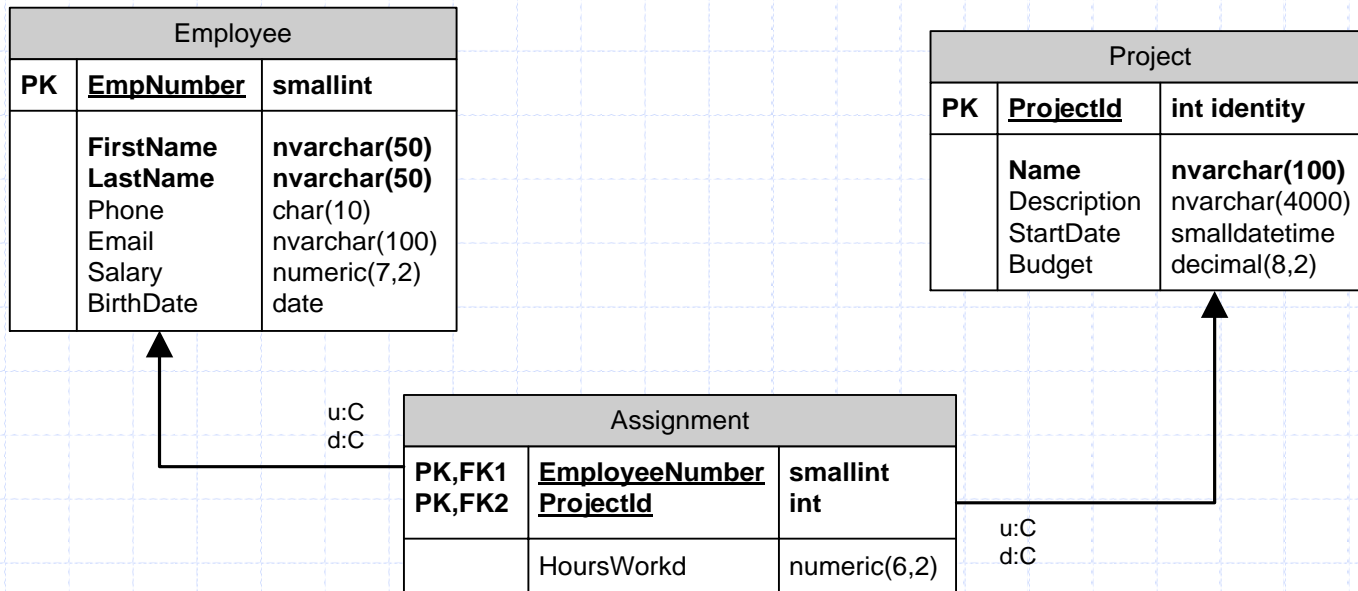 Employee
PK EmpNumber smallint
FirstName nvarchar(50)
LastName nvarchar(50)
Phone char(10)
Email nvarchar(100)
Salary numeric(7,2)
BirthDate date
Project
PK ProjectId int identity
Name nvarchar(100)
Description nvarchar(4000)
StartDate smalldatetime
Budget decimal(8,2)
u:C
d:C
Assignment
PK,FK1 EmployeeNumber smallint
PK,FK2 ProjectId int
HoursWorkd numeric(6,2)
u:C
d:C